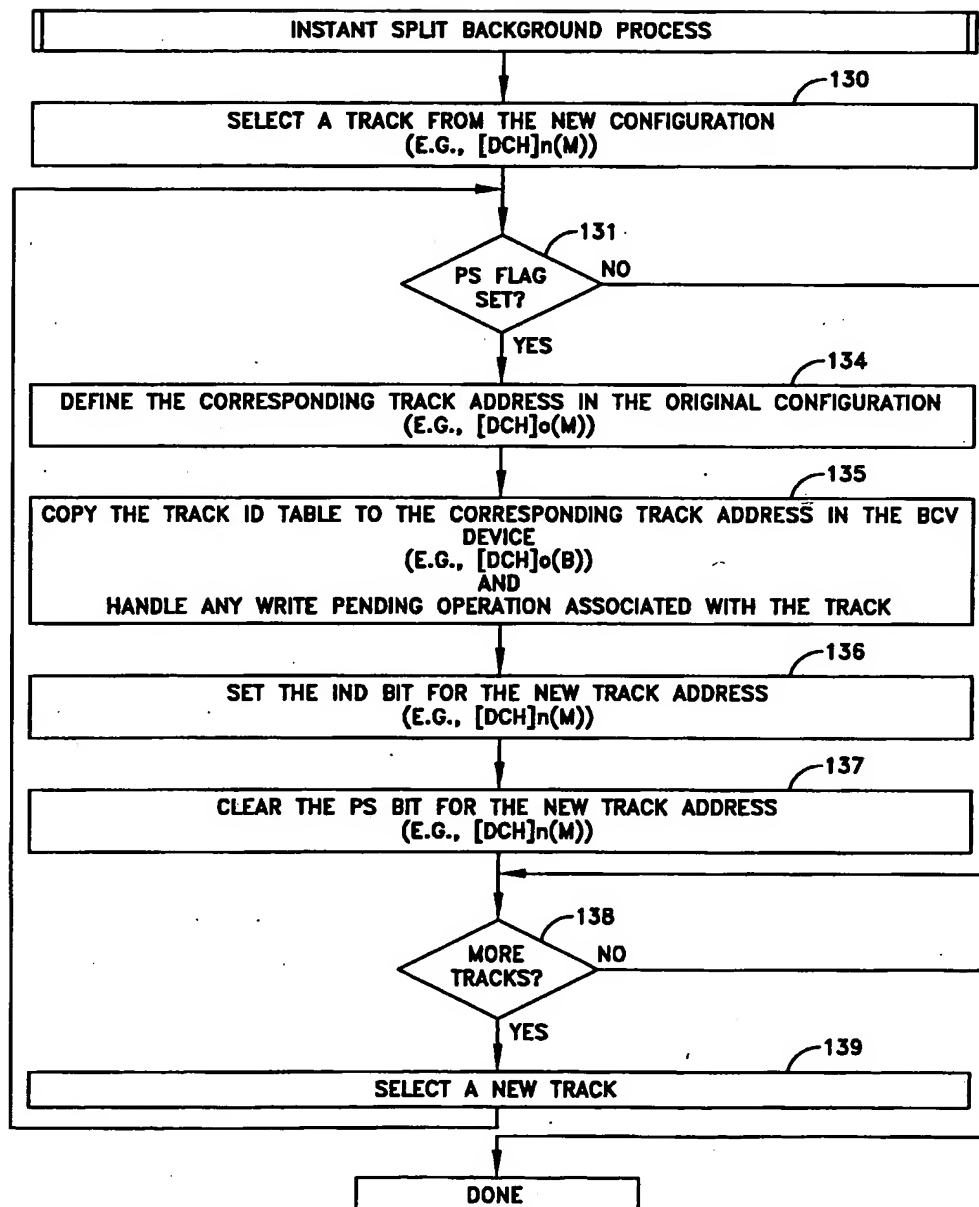 INSTANT SPLIT BACKGROUND PROCESS
130
SELECT A TRACK FROM THE NEW CONFIGURATION
(E.G., [DCH]n(M))
131
PS FLAG
SET?
NO
YES
134
DEFINE THE CORRESPONDING TRACK ADDRESS IN THE ORIGINAL CONFIGURATION
(E.G., [DCH]o(M))
135
COPY THE TRACK ID TABLE TO THE CORRESPONDING TRACK ADDRESS IN THE BCV
DEVICE
(E.G., [DCH]o(B))
AND
HANDLE ANY WRITE PENDING OPERATION ASSOCIATED WITH THE TRACK
136
SET THE IND BIT FOR THE NEW TRACK ADDRESS
(E.G., [DCH]n(M))
137
CLEAR THE PS BIT FOR THE NEW TRACK ADDRESS
(E.G., [DCH]n(M))
138
MORE
TRACKS?
NO
YES
139
SELECT A NEW TRACK
DONE